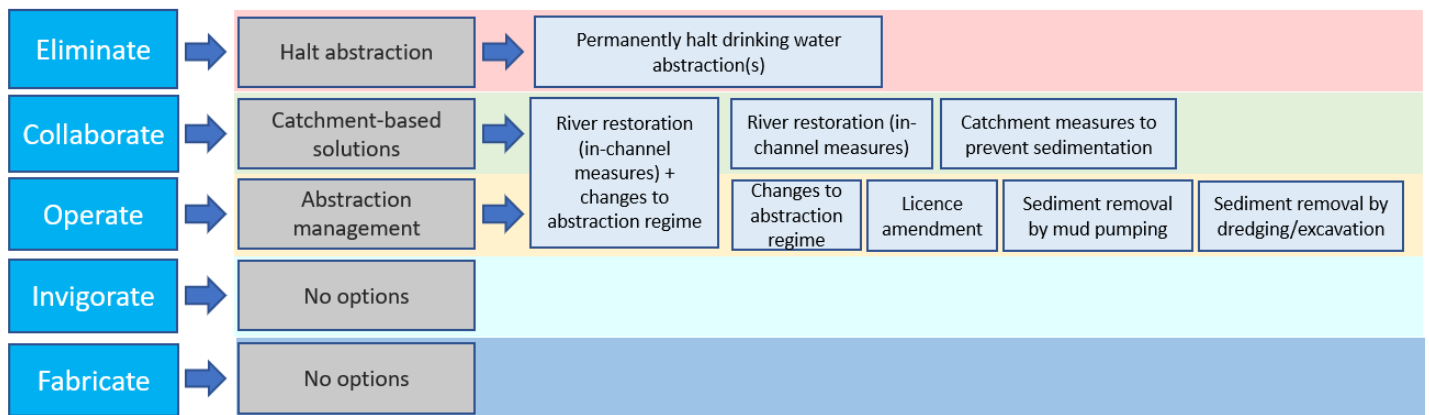 Eliminate
Halt abstraction
Permanently halt drinking water
abstraction(s)
Collaborate
Catchment-based
solutions
River restoration
(in-channel
measures) +
changes to
abstraction regime
River restoration (in-
channel measures)
Catchment measures to
prevent sedimentation
Operate
Abstraction
management
Changes to
abstraction
regime
Licence
amendment
Sediment removal
by mud pumping
Sediment removal by
dredging/excavation
Invigorate
No options
Fabricate
No options